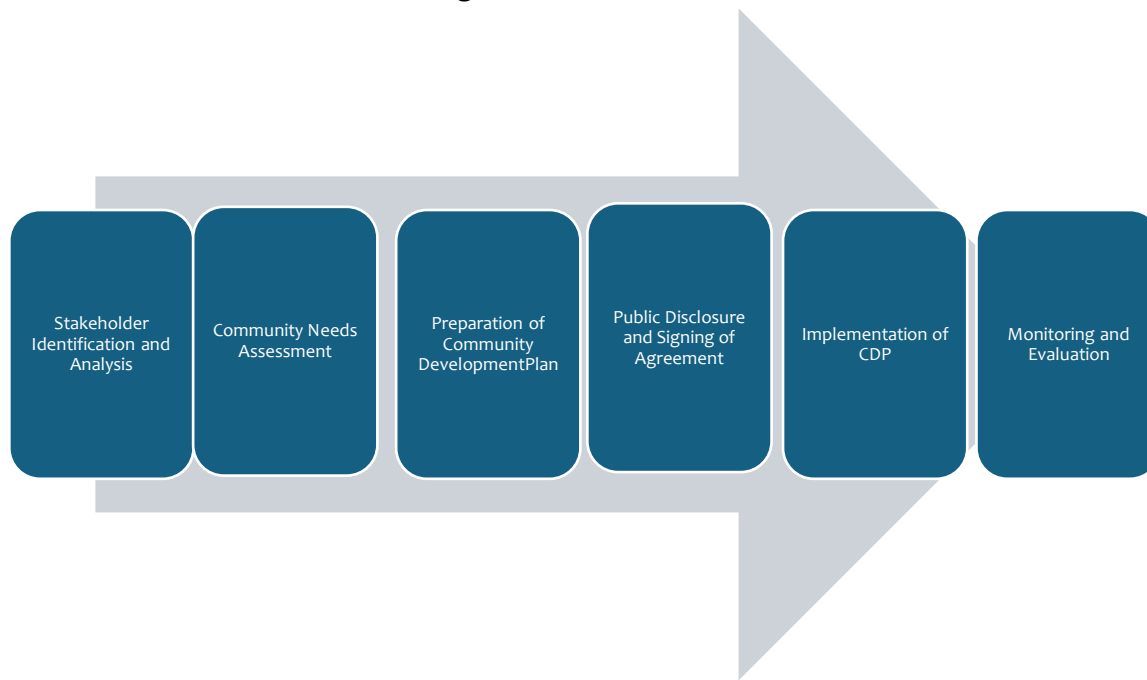 Stakeholder
Identification and
Analysis
Community Needs
Assessment
Preparation of
Community
DevelopmentPlan
Public Disclosure
and Signing of
Agreement
Implementation of
CDP
Monitoring and
Evaluation